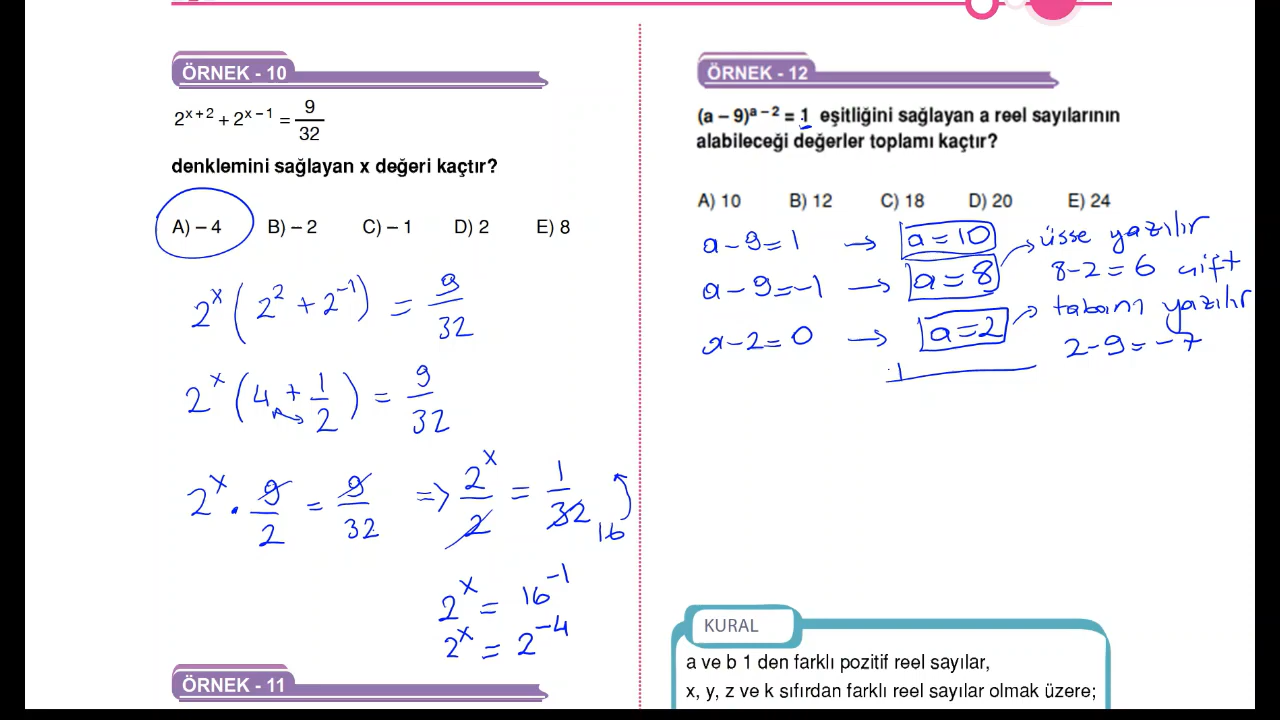 ÖRNEK - 10
2^{x+2} + 2^{x-1} = 9/32
denklemini sağlayan x değeri kaçtır?
A) – 4 B) – 2 C) – 1 D) 2 E) 8
2^x (2^2 + 2^{-1}) = 9/32
2^x (4 + 1/2) = 9/32
2^x . 9/2 = 9/32 => 2^x/2 = 1/32 16
2^x = 16^{-1}
2^x = 2^{-4}
ÖRNEK - 11
ÖRNEK - 12
(a – 9)^{a – 2} = 1 eşitliğini sağlayan a reel sayılarının
alabileceği değerler toplamı kaçtır?
A) 10 B) 12 C) 18 D) 20 E) 24
a - 9 = 1 → a = 10 üsse yazılır
a - 9 = -1 → a = 8 8-2 = 6 çift
a - 2 = 0 → a = 2 tabanı yazılır
2-9 = -7
KURAL
a ve b 1 den farklı pozitif reel sayılar,
x, y, z ve k sıfırdan farklı reel sayılar olmak üzere;